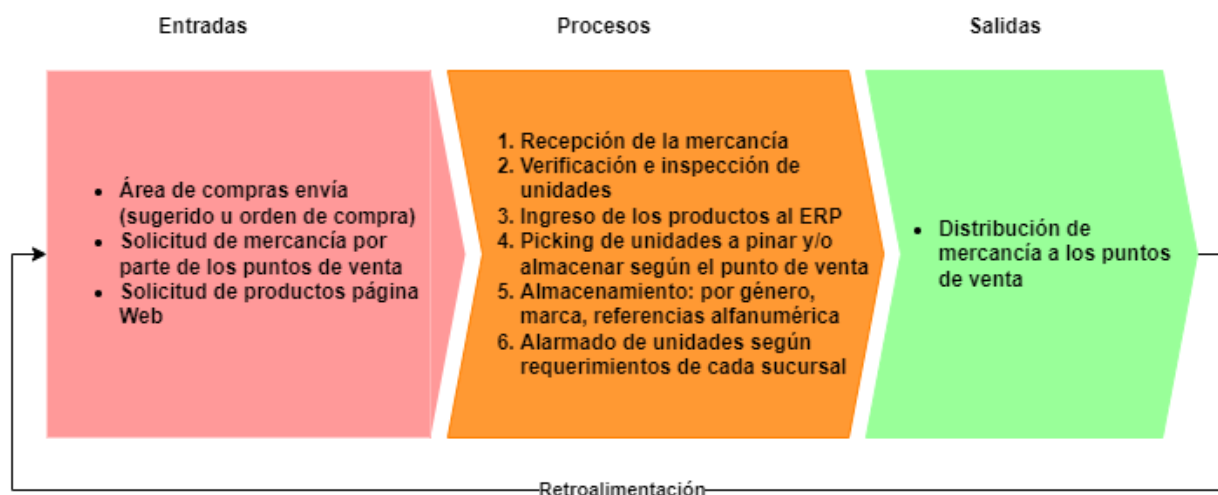 Entradas
Procesos
Salidas
• Área de compras envía
(sugerido u orden de compra)
• Solicitud de mercancía por
parte de los puntos de venta
• Solicitud de productos página
Web
1. Recepción de la mercancía
2. Verificación e inspección de
unidades
3. Ingreso de los productos al ERP
4. Picking de unidades a pinar y/o
almacenar según el punto de venta
5. Almacenamiento: por género,
marca, referencias alfanumérica
6. Alarmado de unidades según
requerimientos de cada sucursal
• Distribución de
mercancía a los puntos
de venta
Retroalimentación